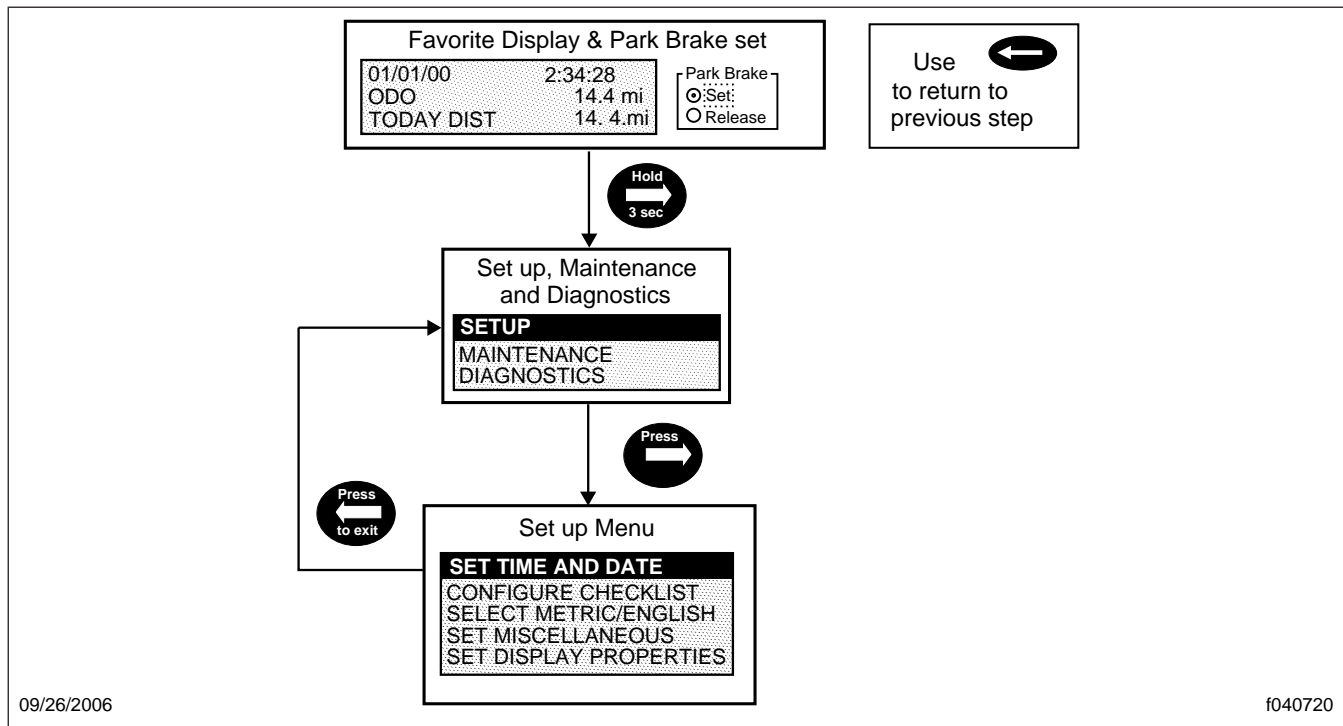 Favorite Display & Park Brake set
01/01/00 2:34:28
ODO 14.4 mi
TODAY DIST 14. 4.mi
Park Brake
Set
Release
Use
to return to
previous step
Hold
3 sec
Set up, Maintenance
and Diagnostics
SETUP
MAINTENANCE
DIAGNOSTICS
Press
Press
to exit
Set up Menu
SET TIME AND DATE
CONFIGURE CHECKLIST
SELECT METRIC/ENGLISH
SET MISCELLANEOUS
SET DISPLAY PROPERTIES
09/26/2006
f040720